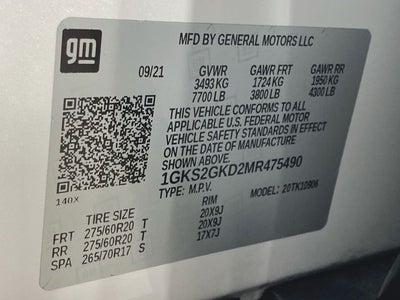 gm
MFD BY GENERAL MOTORS LLC
09/21 GVWR GAWR FRT GAWR RR
3493 KG 1724 KG 1950 KG
7700 LB 3800 LB 4300 LB
THIS VEHICLE CONFORMS TO ALL
APPLICABLE U.S. FEDERAL MOTOR
VEHICLE SAFETY STANDARDS IN EFFECT
ON THE DATE OF MANUFACTURE
SHOWN ABOVE.
1GKS2GKD2MR475490
TYPE: M.P.V. MODEL: 20TK10906
140X
TIRE SIZE RIM
FRT 275/60R20 T 20X9J
RR 275/60R20 T 20X9J
SPA 265/70R17 S 17X7J